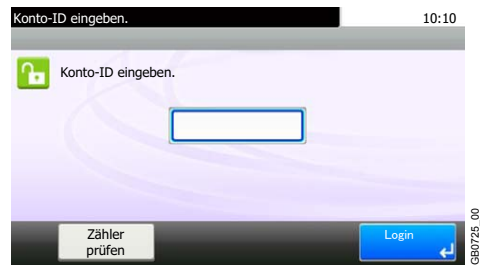 Konto-ID eingeben.
10:10
Konto-ID eingeben.
Zähler
prüfen
Login
GB0725_00